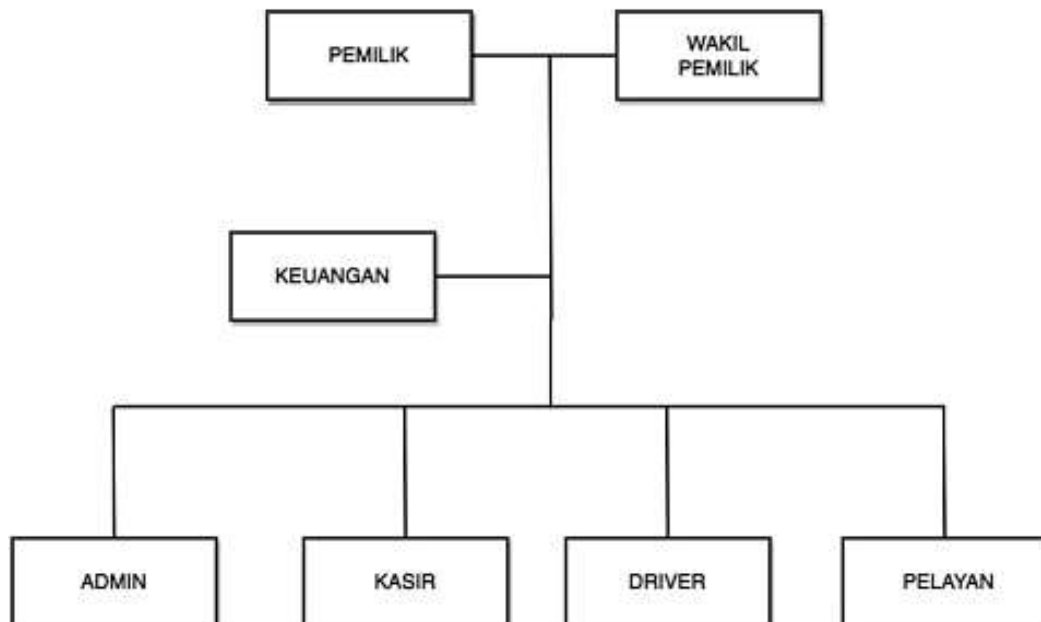 PEMILIK
WAKIL
PEMILIK
KEUANGAN
ADMIN
KASIR
DRIVER
PELAYAN